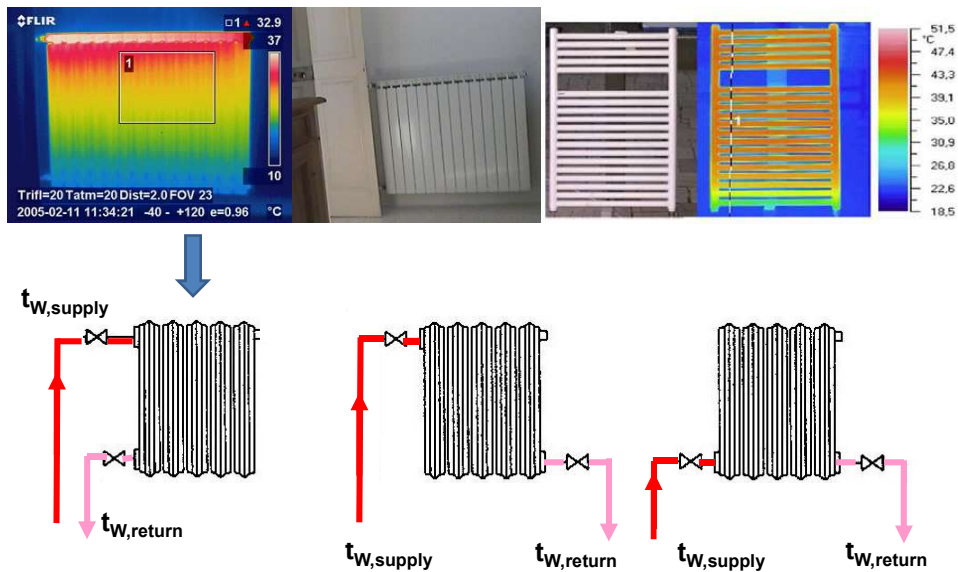 FLIR
□1▲ 32.9
37
1
10
Trifl=20 Tatm=20 Dist=2.0 FOV 23
2005-02-11 11:34:21 -40 - +120 e=0.96 °C
1
51,5
°C
47,4
43,3
39,1
35,0
30,9
26,8
22,6
18,5
tW,supply
tW,return
tW,supply
tW,return
tW,supply
tW,return